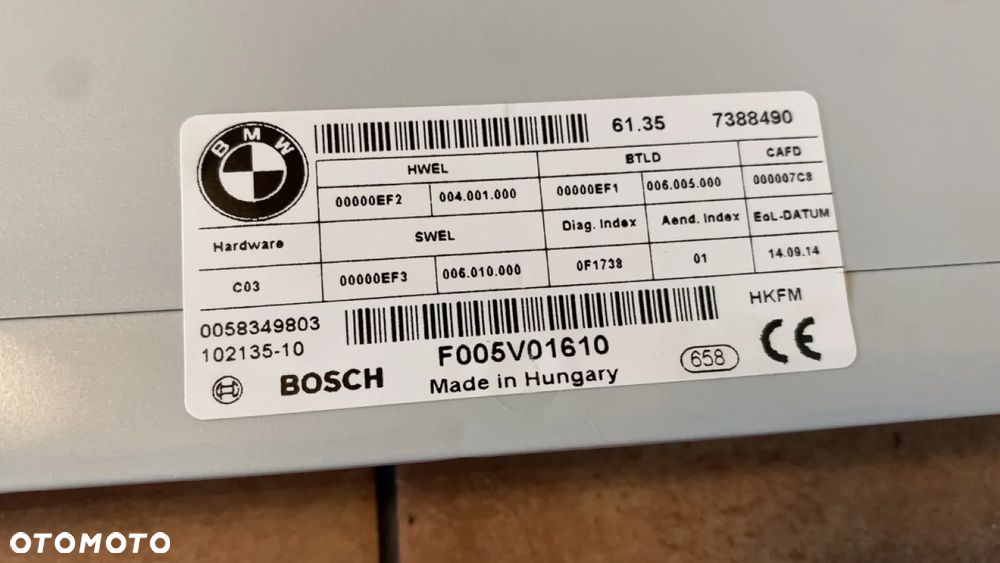 BMW
61.35 7388490
HWEL BTLD CAFD
00000EF2 004.001.000 00000EF1 006.005.000 000007C8
Hardware SWEL Diag. Index Aend. Index EoL-DATUM
C03 00000EF3 006.010.000 0F1738 01 14.09.14
0058349803 HKFM
102135-10 F005V01610 658 CE
BOSCH Made in Hungary
OTOMOTO